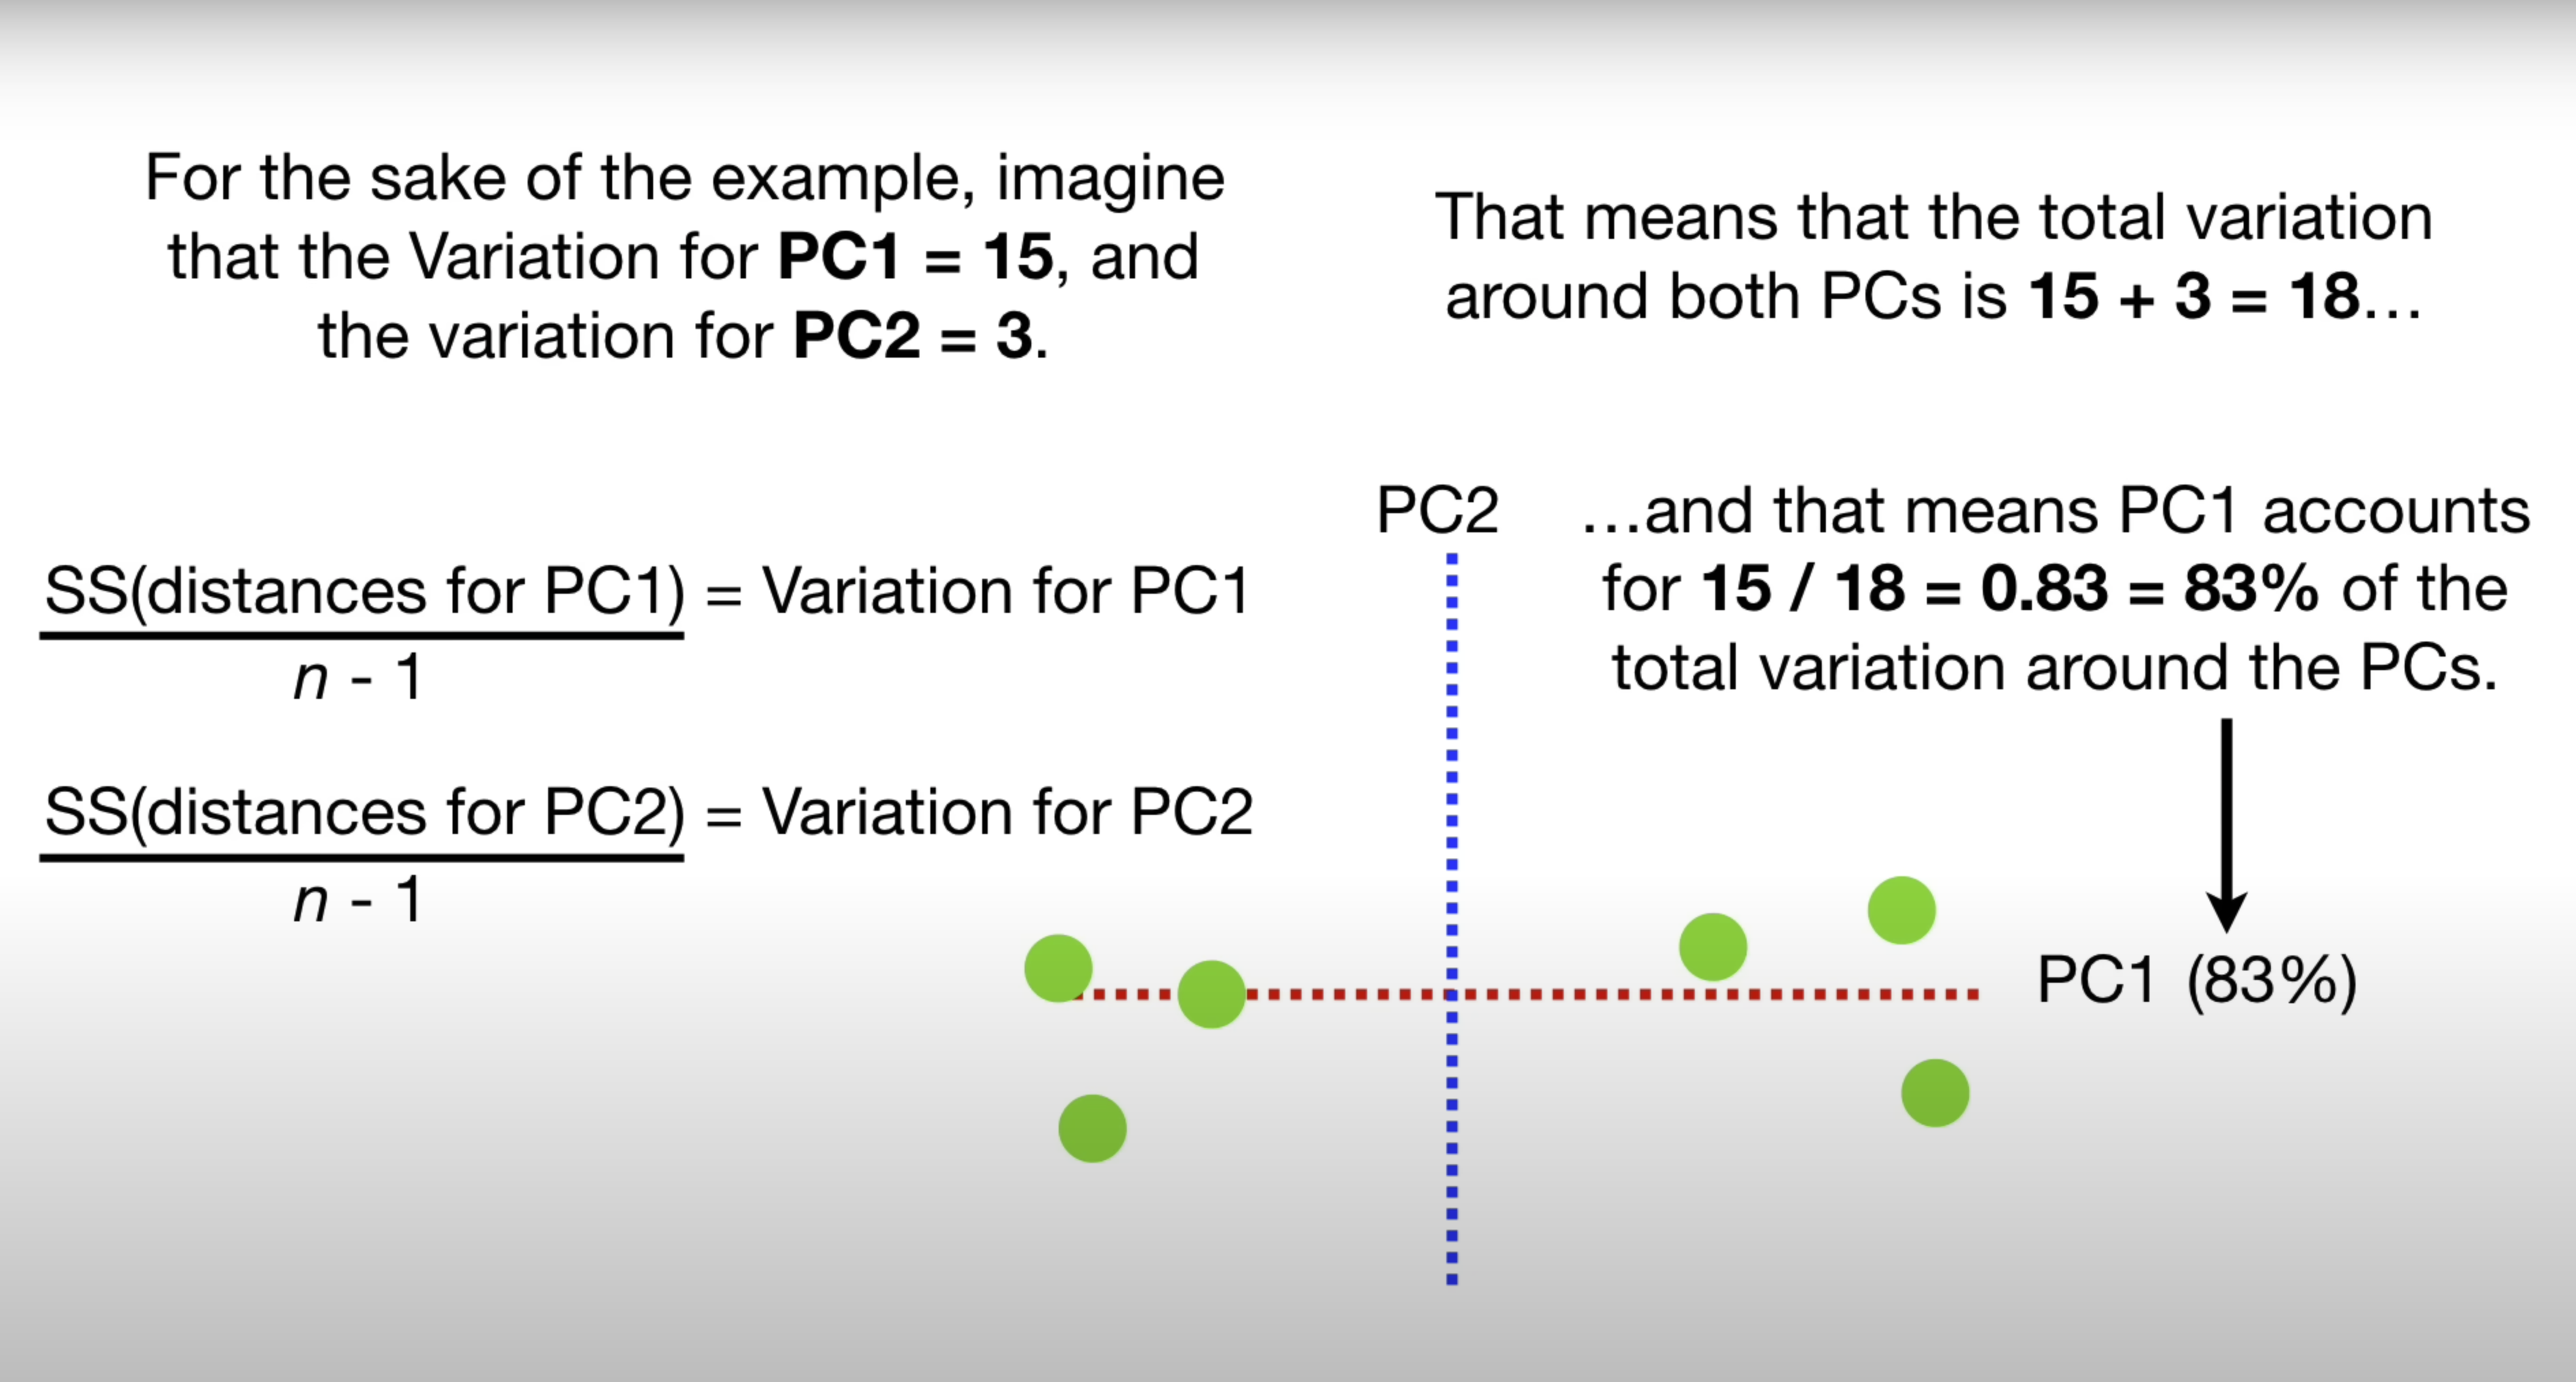 For the sake of the example, imagine
that the Variation for PC1 = 15, and
the variation for PC2 = 3.
That means that the total variation
around both PCs is 15 + 3 = 18…
SS(distances for PC1) = Variation for PC1
n - 1
SS(distances for PC2) = Variation for PC2
n - 1
PC2
…and that means PC1 accounts
for 15 / 18 = 0.83 = 83% of the
total variation around the PCs.
PC1 (83%)